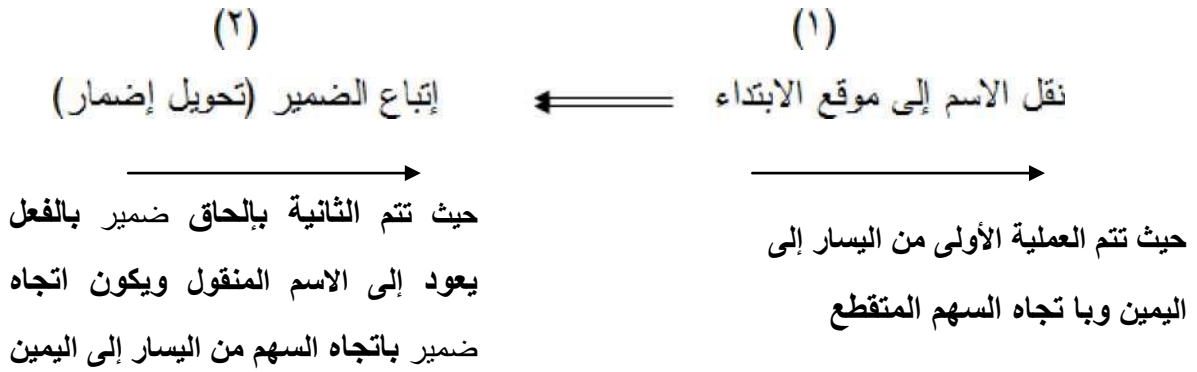 (١) (٢)
نقل الاسم إلى موقع الابتداء إتباع الضمير (تحويل إضمار)
حيث تتم العملية الأولى من اليسار إلى
اليمين وبا تجاه السهم المتقطع
حيث تتم الثانية بإلحاق ضمير بالفعل
يعود إلى الاسم المنقول ويكون اتجاه
ضمير باتجاه السهم من اليسار إلى اليمين